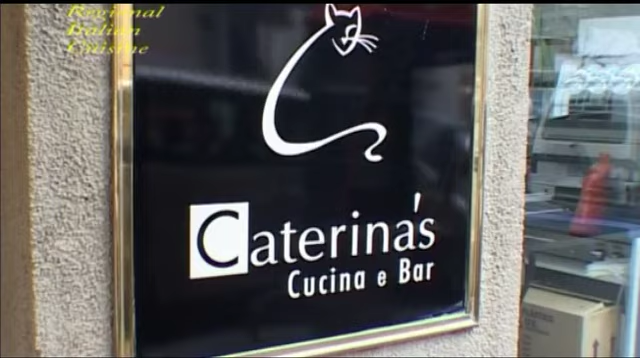 Regional
Italian
Cuisine
Caterina's
Cucina e Bar